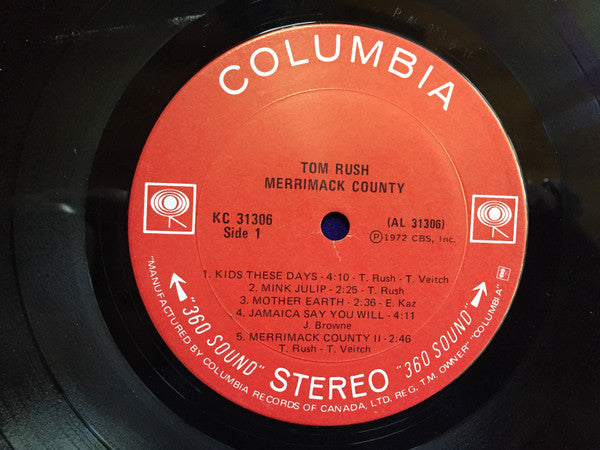 COLUMBIA
TOM RUSH
MERRIMACK COUNTY
KC 31306
Side 1
(AL 31306)
Ⓟ1972 CBS, Inc.
1. KIDS THESE DAYS - 4:10 - T. Rush - T. Veitch
2. MINK JULIP - 2:25 - T. Rush
3. MOTHER EARTH - 2:36 - E. Kaz
4. JAMAICA SAY YOU WILL - 4:11
J. Browne
5. MERRIMACK COUNTY II - 2:46
T. Rush - T. Veitch
"360 SOUND" STEREO "360 SOUND"
"MANUFACTURED BY COLUMBIA RECORDS OF CANADA, LTD. REG. T.M. OWNER" "COLUMBIA"